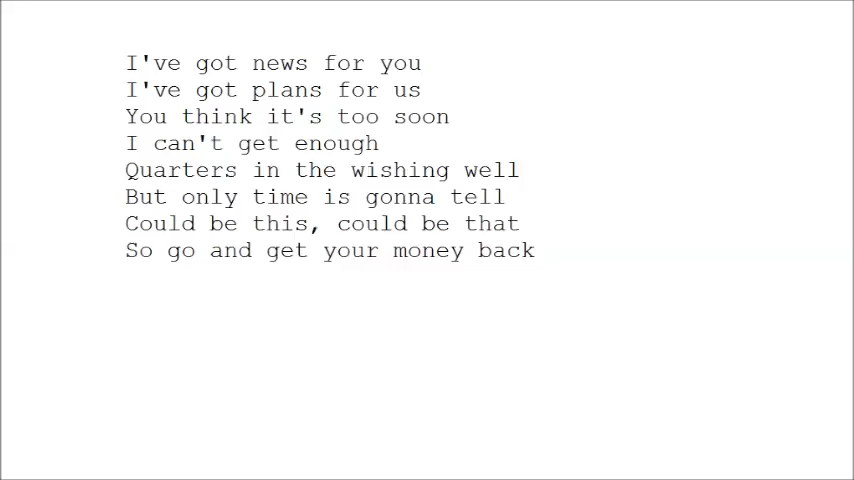 I've got news for you
I've got plans for us
You think it's too soon
I can't get enough
Quarters in the wishing well
But only time is gonna tell
Could be this, could be that
So go and get your money back